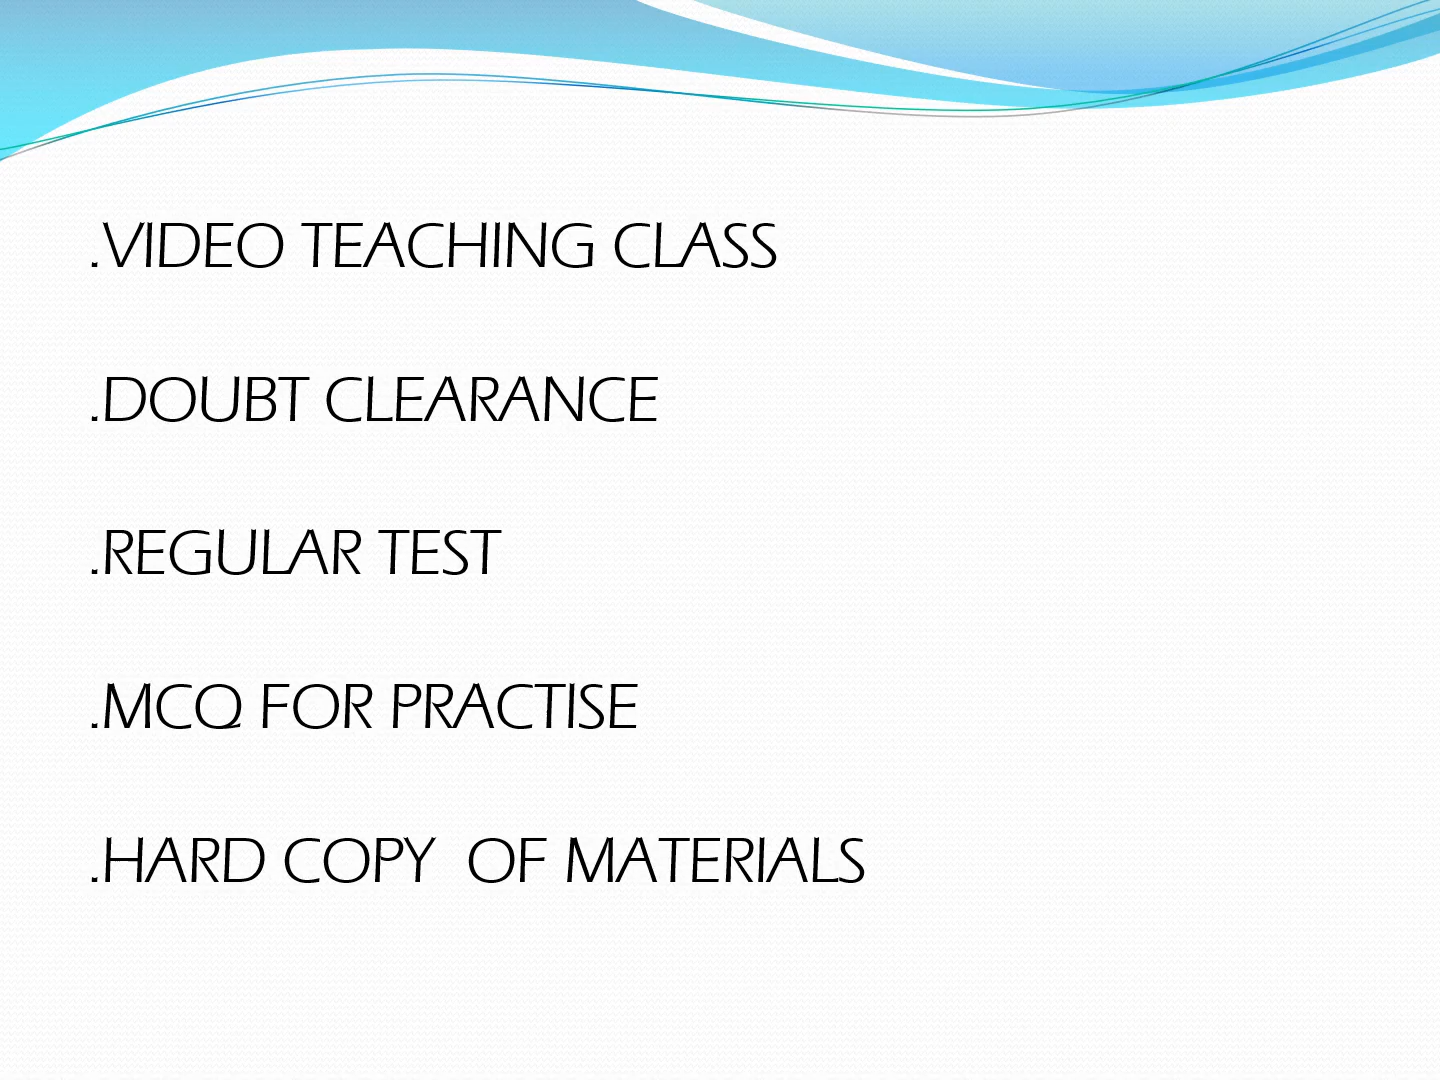 .VIDEO TEACHING CLASS
.DOUBT CLEARANCE
.REGULAR TEST
.MCQ FOR PRACTISE
.HARD COPY  OF MATERIALS